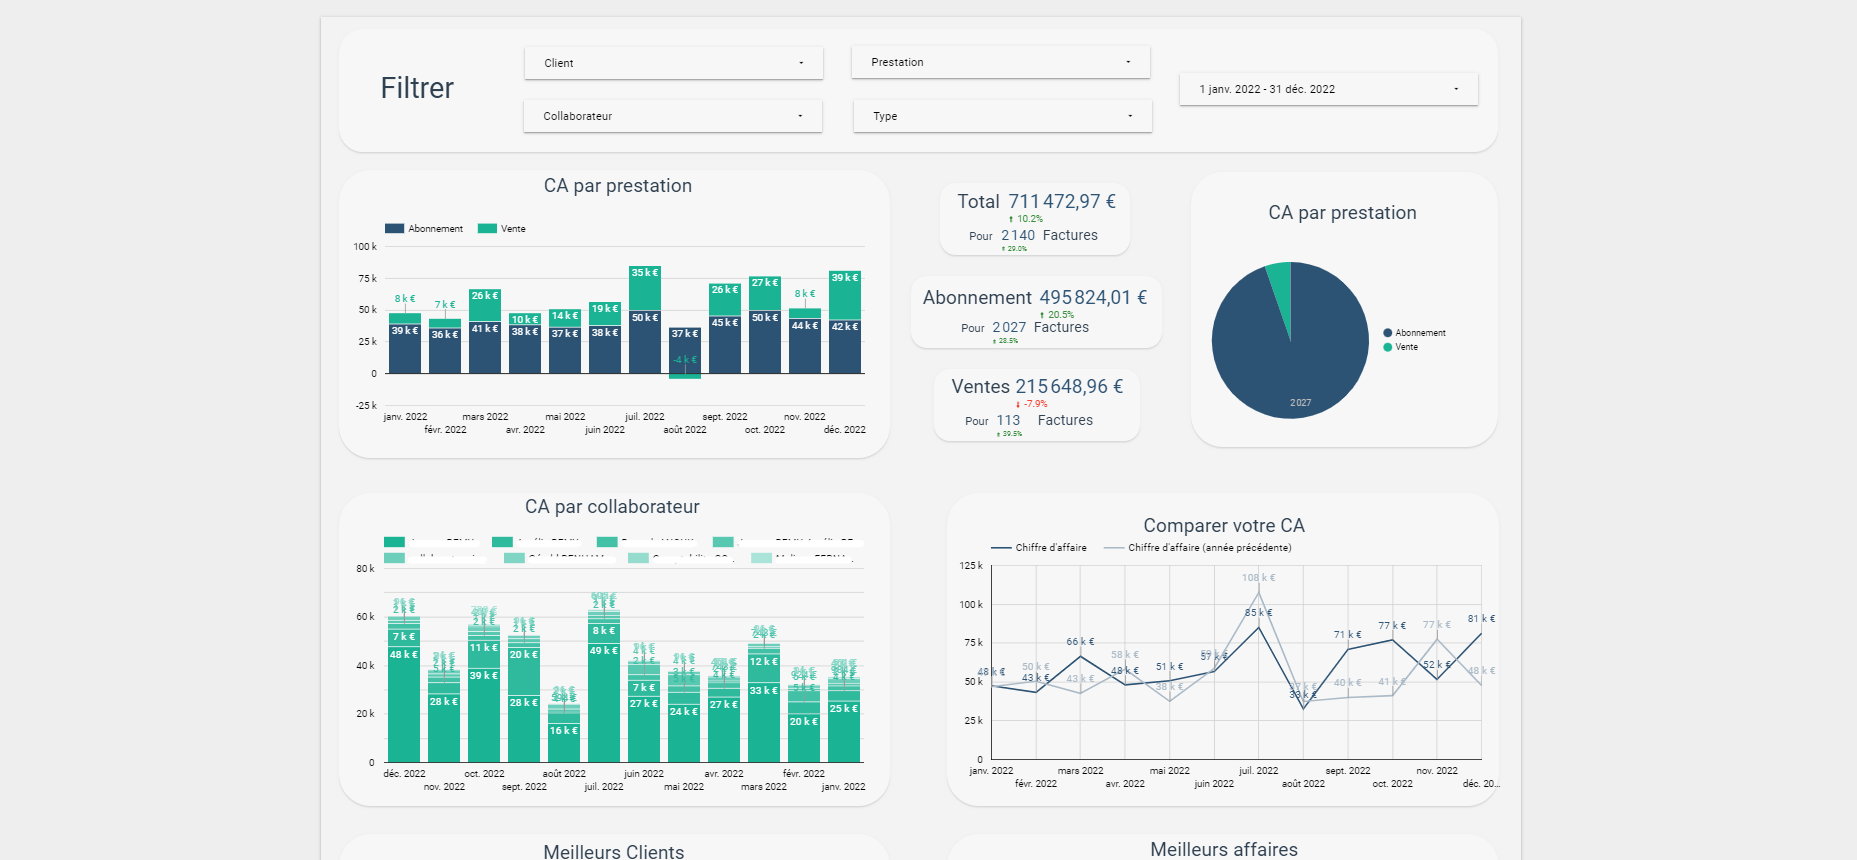 Filtrer
Client
Prestation
Collaborateur
Type
1 janv. 2022 - 31 déc. 2022
CA par prestation
Abonnement
Vente
100 k
75 k
50 k
25 k
0
-25 k
8 k €
7 k €
26 k €
10 k €
14 k €
19 k €
35 k €
-4 k €
26 k €
27 k €
8 k €
39 k €
39 k €
36 k €
41 k €
38 k €
37 k €
38 k €
50 k €
37 k €
45 k €
50 k €
44 k €
42 k €
janv. 2022
févr. 2022
mars 2022
avr. 2022
mai 2022
juin 2022
juil. 2022
août 2022
sept. 2022
oct. 2022
nov. 2022
déc. 2022
Total 711 472,97 €
10.2%
Pour 2 140 Factures
29.0%
Abonnement 495 824,01 €
20.5%
Pour 2 027 Factures
28.5%
Ventes 215 648,96 €
-7.9%
Pour 113 Factures
39.5%
CA par prestation
2 027
Abonnement
Vente
CA par collaborateur
80 k
60 k
40 k
20 k
0
2 k €
7 k €
48 k €
28 k €
11 k €
39 k €
20 k €
28 k €
16 k €
2 k €
8 k €
49 k €
7 k €
27 k €
24 k €
27 k €
12 k €
33 k €
20 k €
25 k €
déc. 2022
nov. 2022
oct. 2022
sept. 2022
août 2022
juil. 2022
juin 2022
mai 2022
avr. 2022
mars 2022
févr. 2022
janv. 2022
Comparer votre CA
Chiffre d'affaire
Chiffre d'affaire (année précédente)
125 k
100 k
75 k
50 k
25 k
0
48 k €
43 k €
66 k €
48 k €
51 k €
57 k €
85 k €
33 k €
71 k €
77 k €
52 k €
81 k €
50 k €
43 k €
58 k €
38 k €
108 k €
40 k €
41 k €
77 k €
48 k €
janv. 2022
févr. 2022
mars 2022
avr. 2022
mai 2022
juin 2022
juil. 2022
août 2022
sept. 2022
oct. 2022
nov. 2022
déc. 20...
Meilleurs Clients
Meilleurs affaires